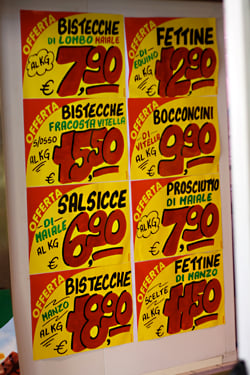 OFFERTA
BISTECCHE
DI LOMBO MAIALE
AL KG
€ 7,90
OFFERTA
FETTINE
DI EQUINO
AL KG
€ 12,90
OFFERTA
BISTECCHE
FRACOSTA VITELLA
S/OSSO
AL KG
€ 15,50
OFFERTA
BOCCONCINI
DI VITELLA
AL KG
€ 9,90
OFFERTA
SALSICCE
DI MAIALE
AL KG
€ 6,90
OFFERTA
PROSCIUTTO
DI MAIALE
AL KG
€ 7,90
OFFERTA
BISTECCHE
MANZO
AL KG
€ 18,90
OFFERTA
FETTINE
DI MANZO
SCELTE
AL KG
€ 14,50